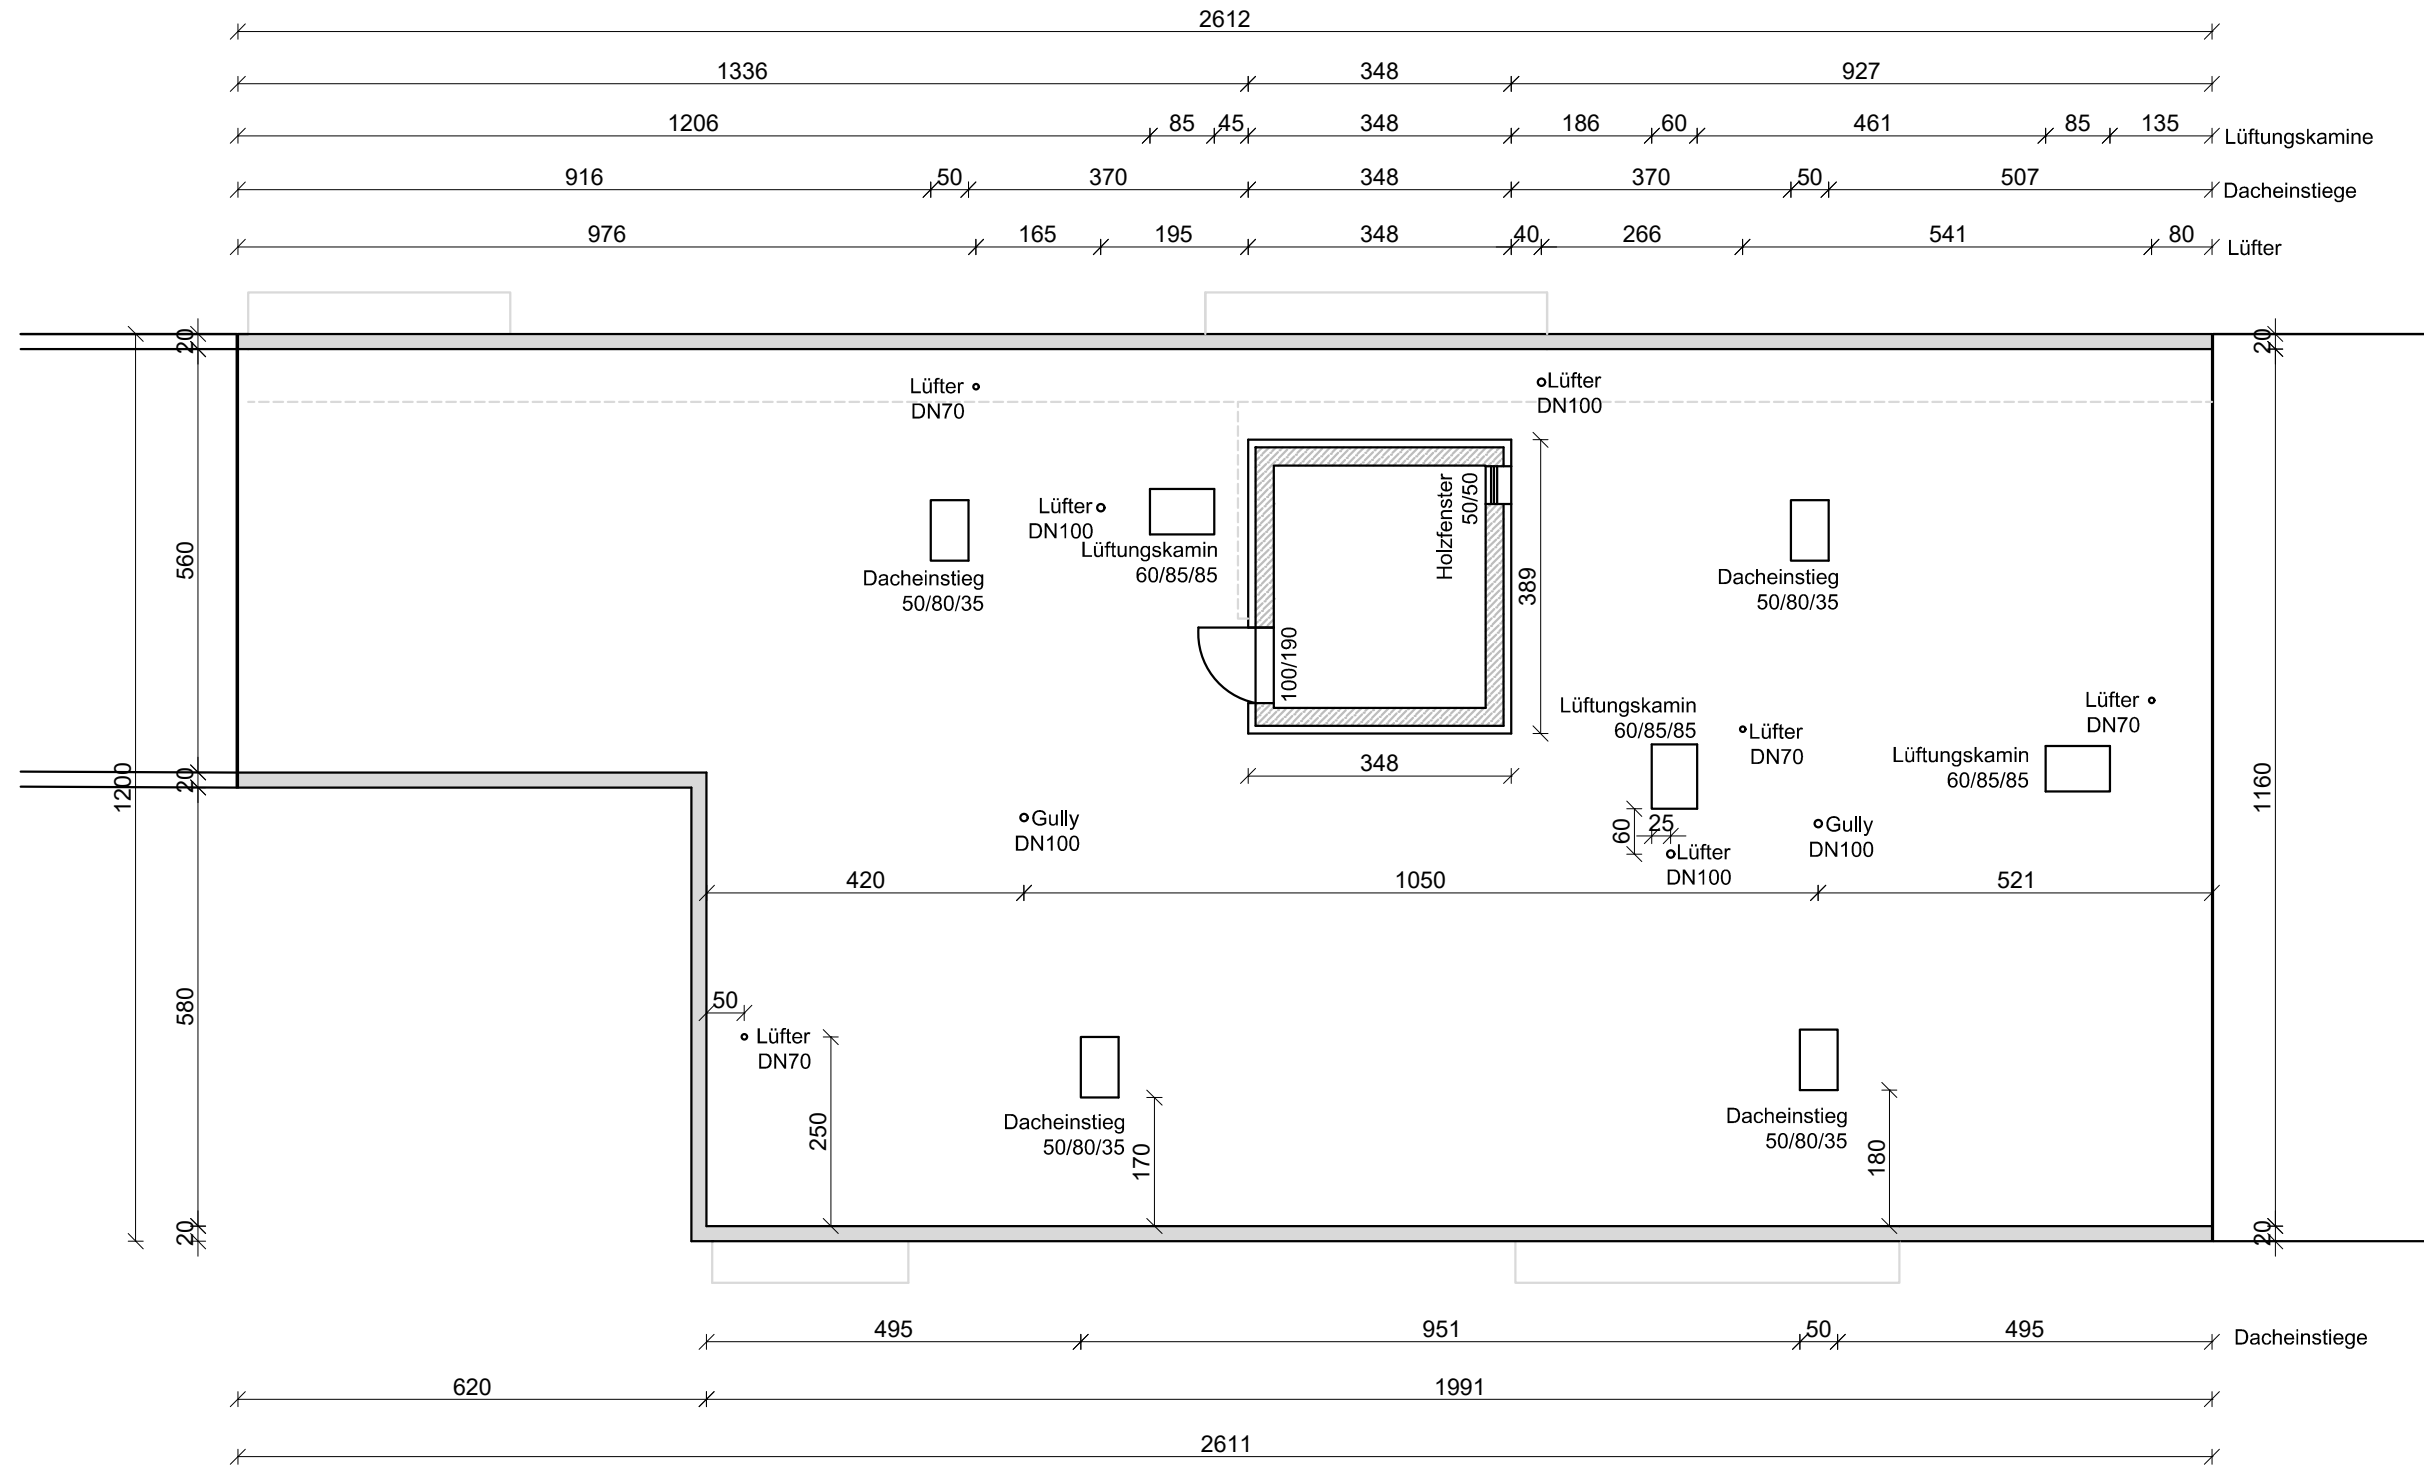 2612
1336 348 927
1206 85 45 348 186 60 461 85 135 Lüftungskamine
916 50 370 348 370 50 507 Dacheinstiege
976 165 195 348 40 266 541 80 Lüfter
20
20
Lüfter
DN70
Lüfter
DN100
Lüfter
DN100
Lüftungskamin
60/85/85
Holzfenster
50/50
Dacheinstieg
50/80/35
Dacheinstieg
50/80/35
560
389
100/190
Lüftungskamin
60/85/85
Lüfter
DN70
Lüfter
DN70
Lüftungskamin
60/85/85
348
20
1200
1160
Gully
DN100
60
25
Gully
DN100
Lüfter
DN100
420 1050 521
580
50
Lüfter
DN70
250
Dacheinstieg
50/80/35
170
Dacheinstieg
50/80/35
180
20
20
495 951 50 495 Dacheinstiege
620 1991
2611